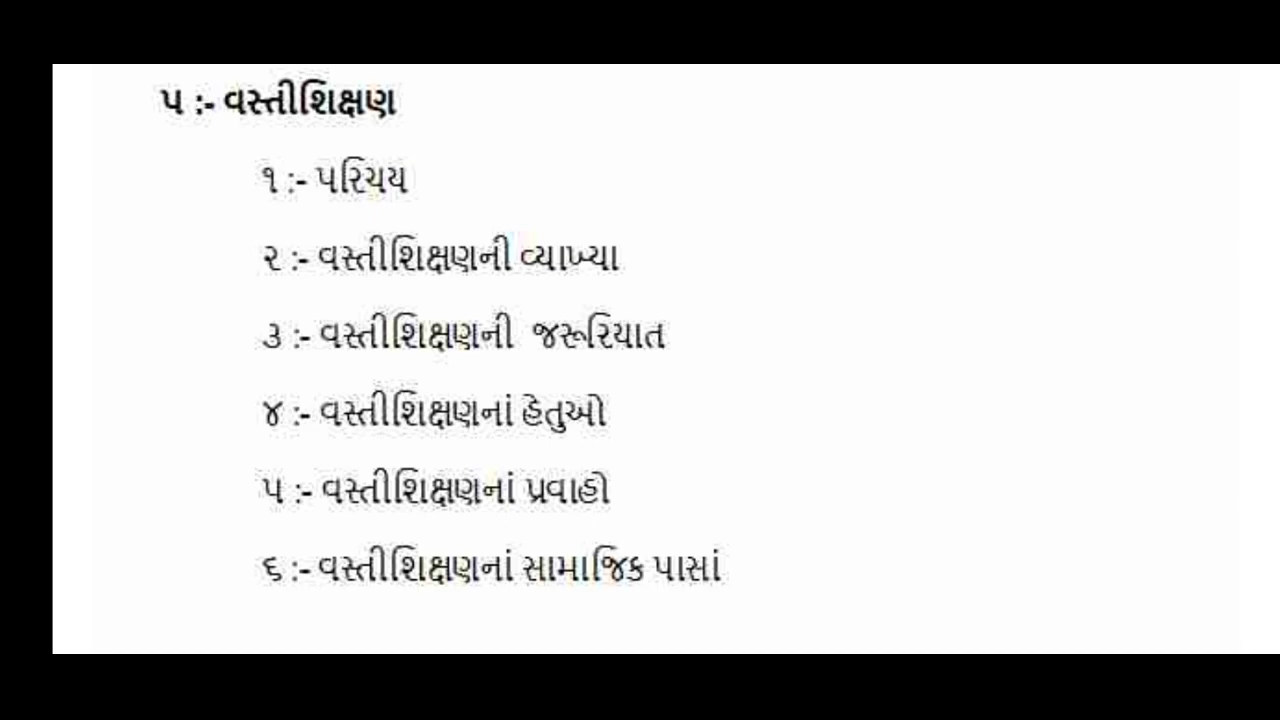 ૫ :- વસ્તીશિક્ષણ
૧ :- પરિચય
૨ :- વસ્તીશિક્ષણની વ્યાખ્યા
૩ :- વસ્તીશિક્ષણની જરૂરિયાત
૪ :- વસ્તીશિક્ષણનાં હેતુઓ
૫ :- વસ્તીશિક્ષણનાં પ્રવાહો
૬ :- વસ્તીશિક્ષણનાં સામાજિક પાસાં